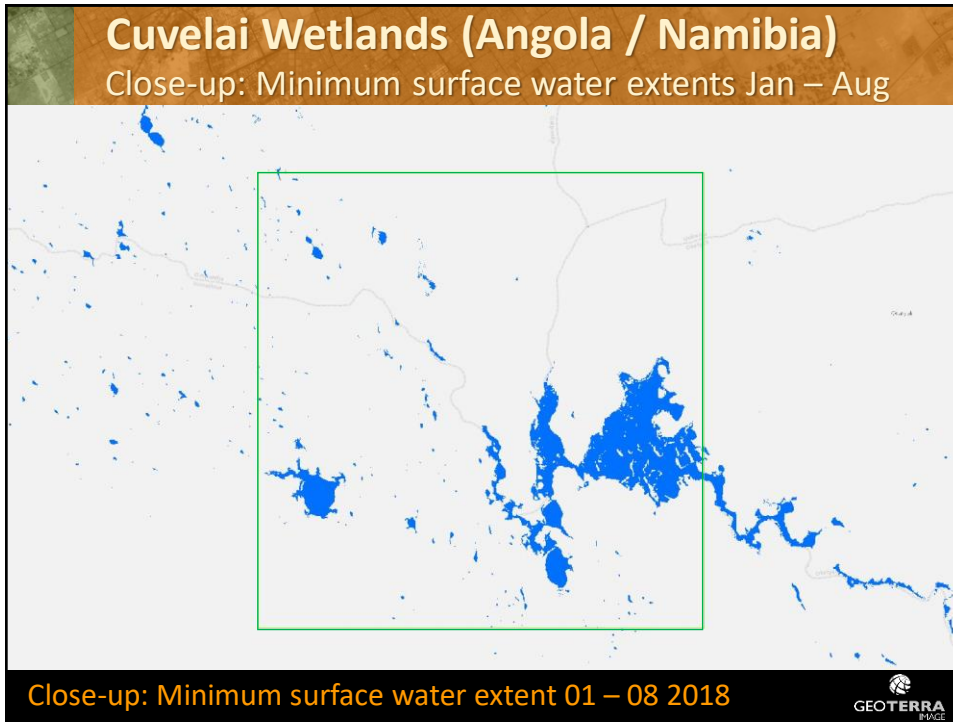 Cuvelai Wetlands (Angola / Namibia)
Close-up: Minimum surface water extents Jan – Aug
Close-up: Minimum surface water extent 01 – 08 2018
GEOTERRA
IMAGE